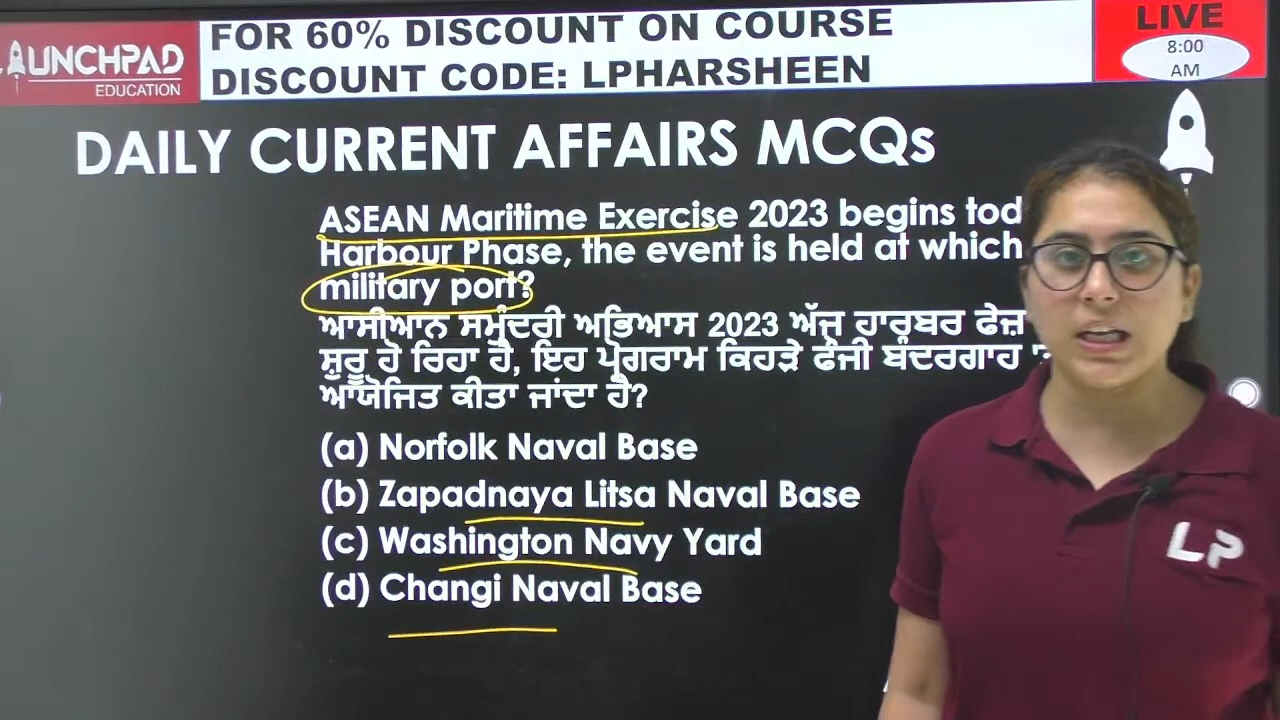 LAUNCHPAD
EDUCATION
FOR 60% DISCOUNT ON COURSE
DISCOUNT CODE: LPHARSHEEN
LIVE
8:00
AM
DAILY CURRENT AFFAIRS MCQs
ASEAN Maritime Exercise 2023 begins tod
Harbour Phase, the event is held at which
military port?
ਆਸੀਆਨ ਸਮੁੰਦਰੀ ਅਭਿਆਸ 2023 ਅੱਜ ਹਾਰਬਰ ਫੇਜ਼
ਸ਼ੁਰੂ ਹੋ ਰਿਹਾ ਹੈ, ਇਹ ਪ੍ਰੋਗਰਾਮ ਕਿਹੜੇ ਫੌਜੀ ਬੰਦਰਗਾਹ
ਆਯੋਜਿਤ ਕੀਤਾ ਜਾਂਦਾ ਹੈ?
(a) Norfolk Naval Base
(b) Zapadnaya Litsa Naval Base
(c) Washington Navy Yard
(d) Changi Naval Base
LP